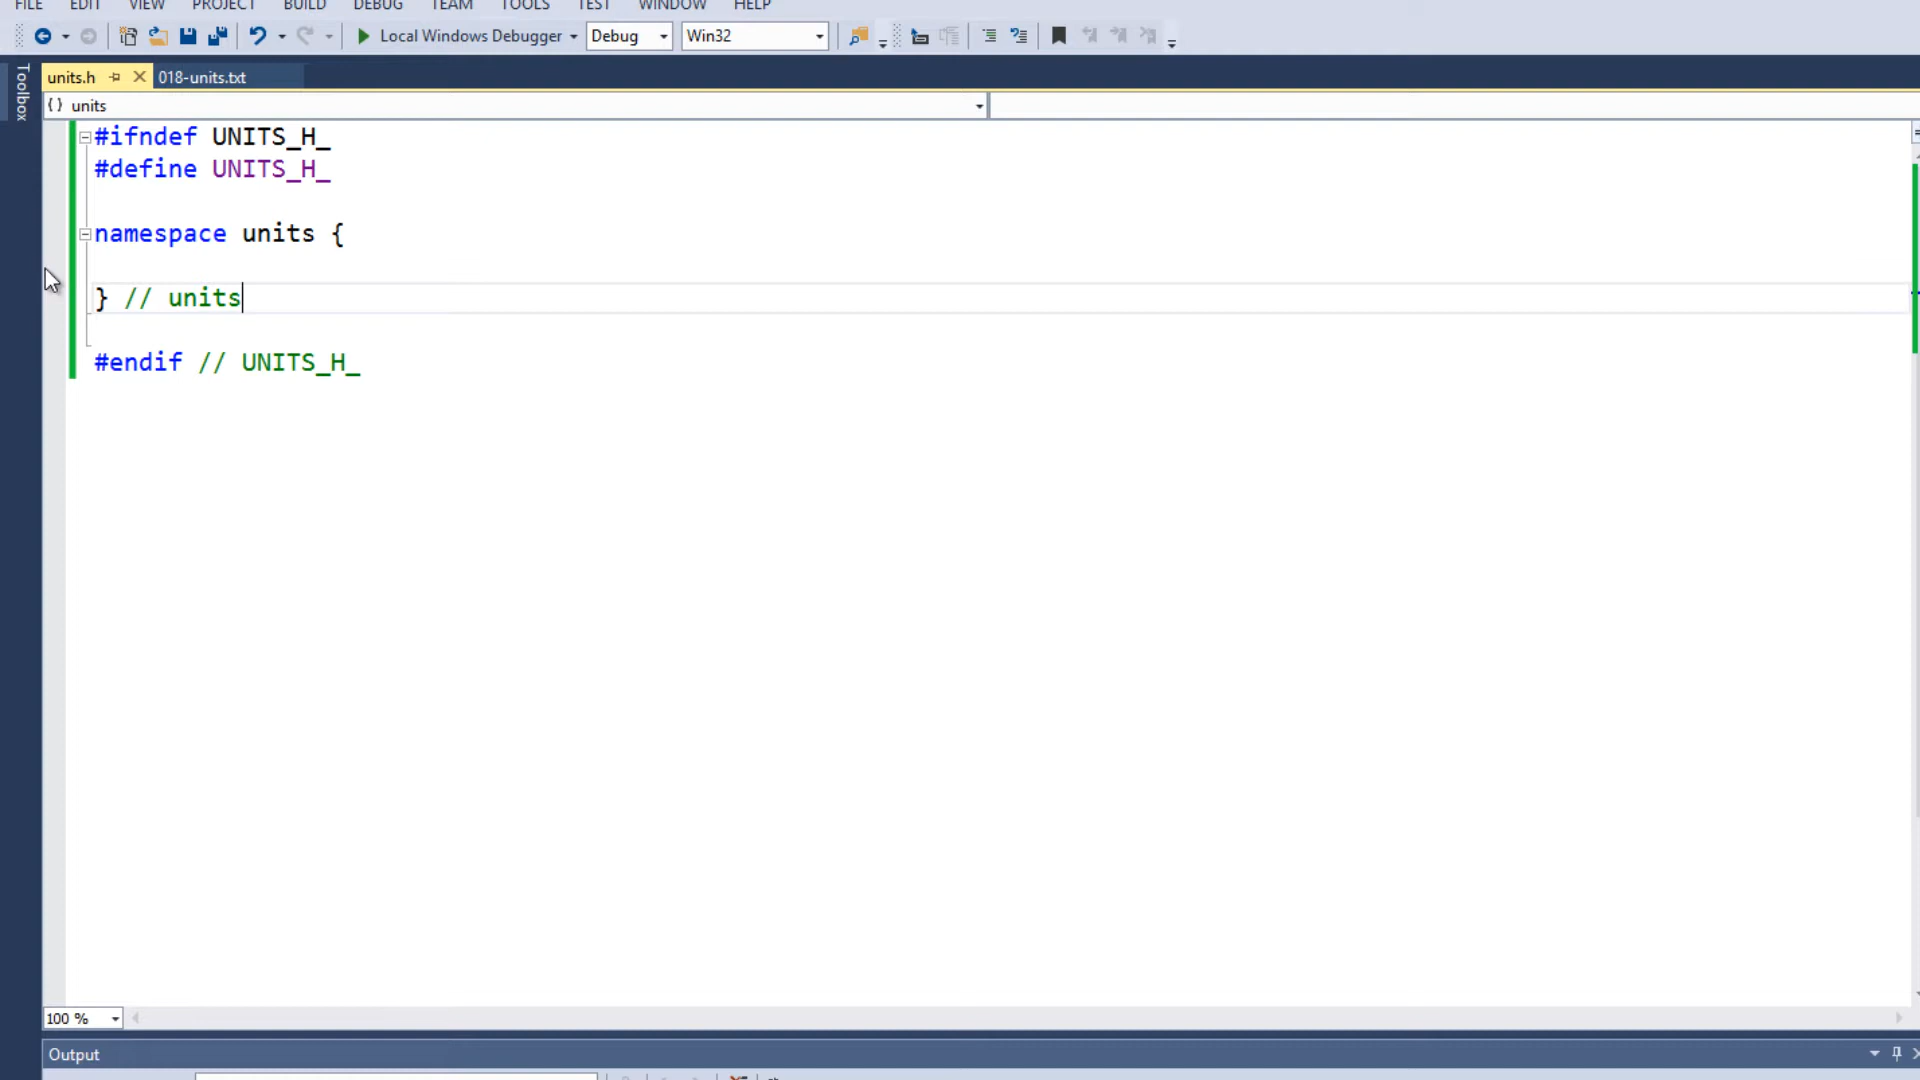 FILE EDIT VIEW PROJECT BUILD DEBUG TEAM TOOLS TEST WINDOW HELP
Local Windows Debugger Debug Win32
Toolbox
units.h 018-units.txt
{} units
#ifndef UNITS_H_
#define UNITS_H_
namespace units {
} // units
#endif // UNITS_H_
100 %
Output